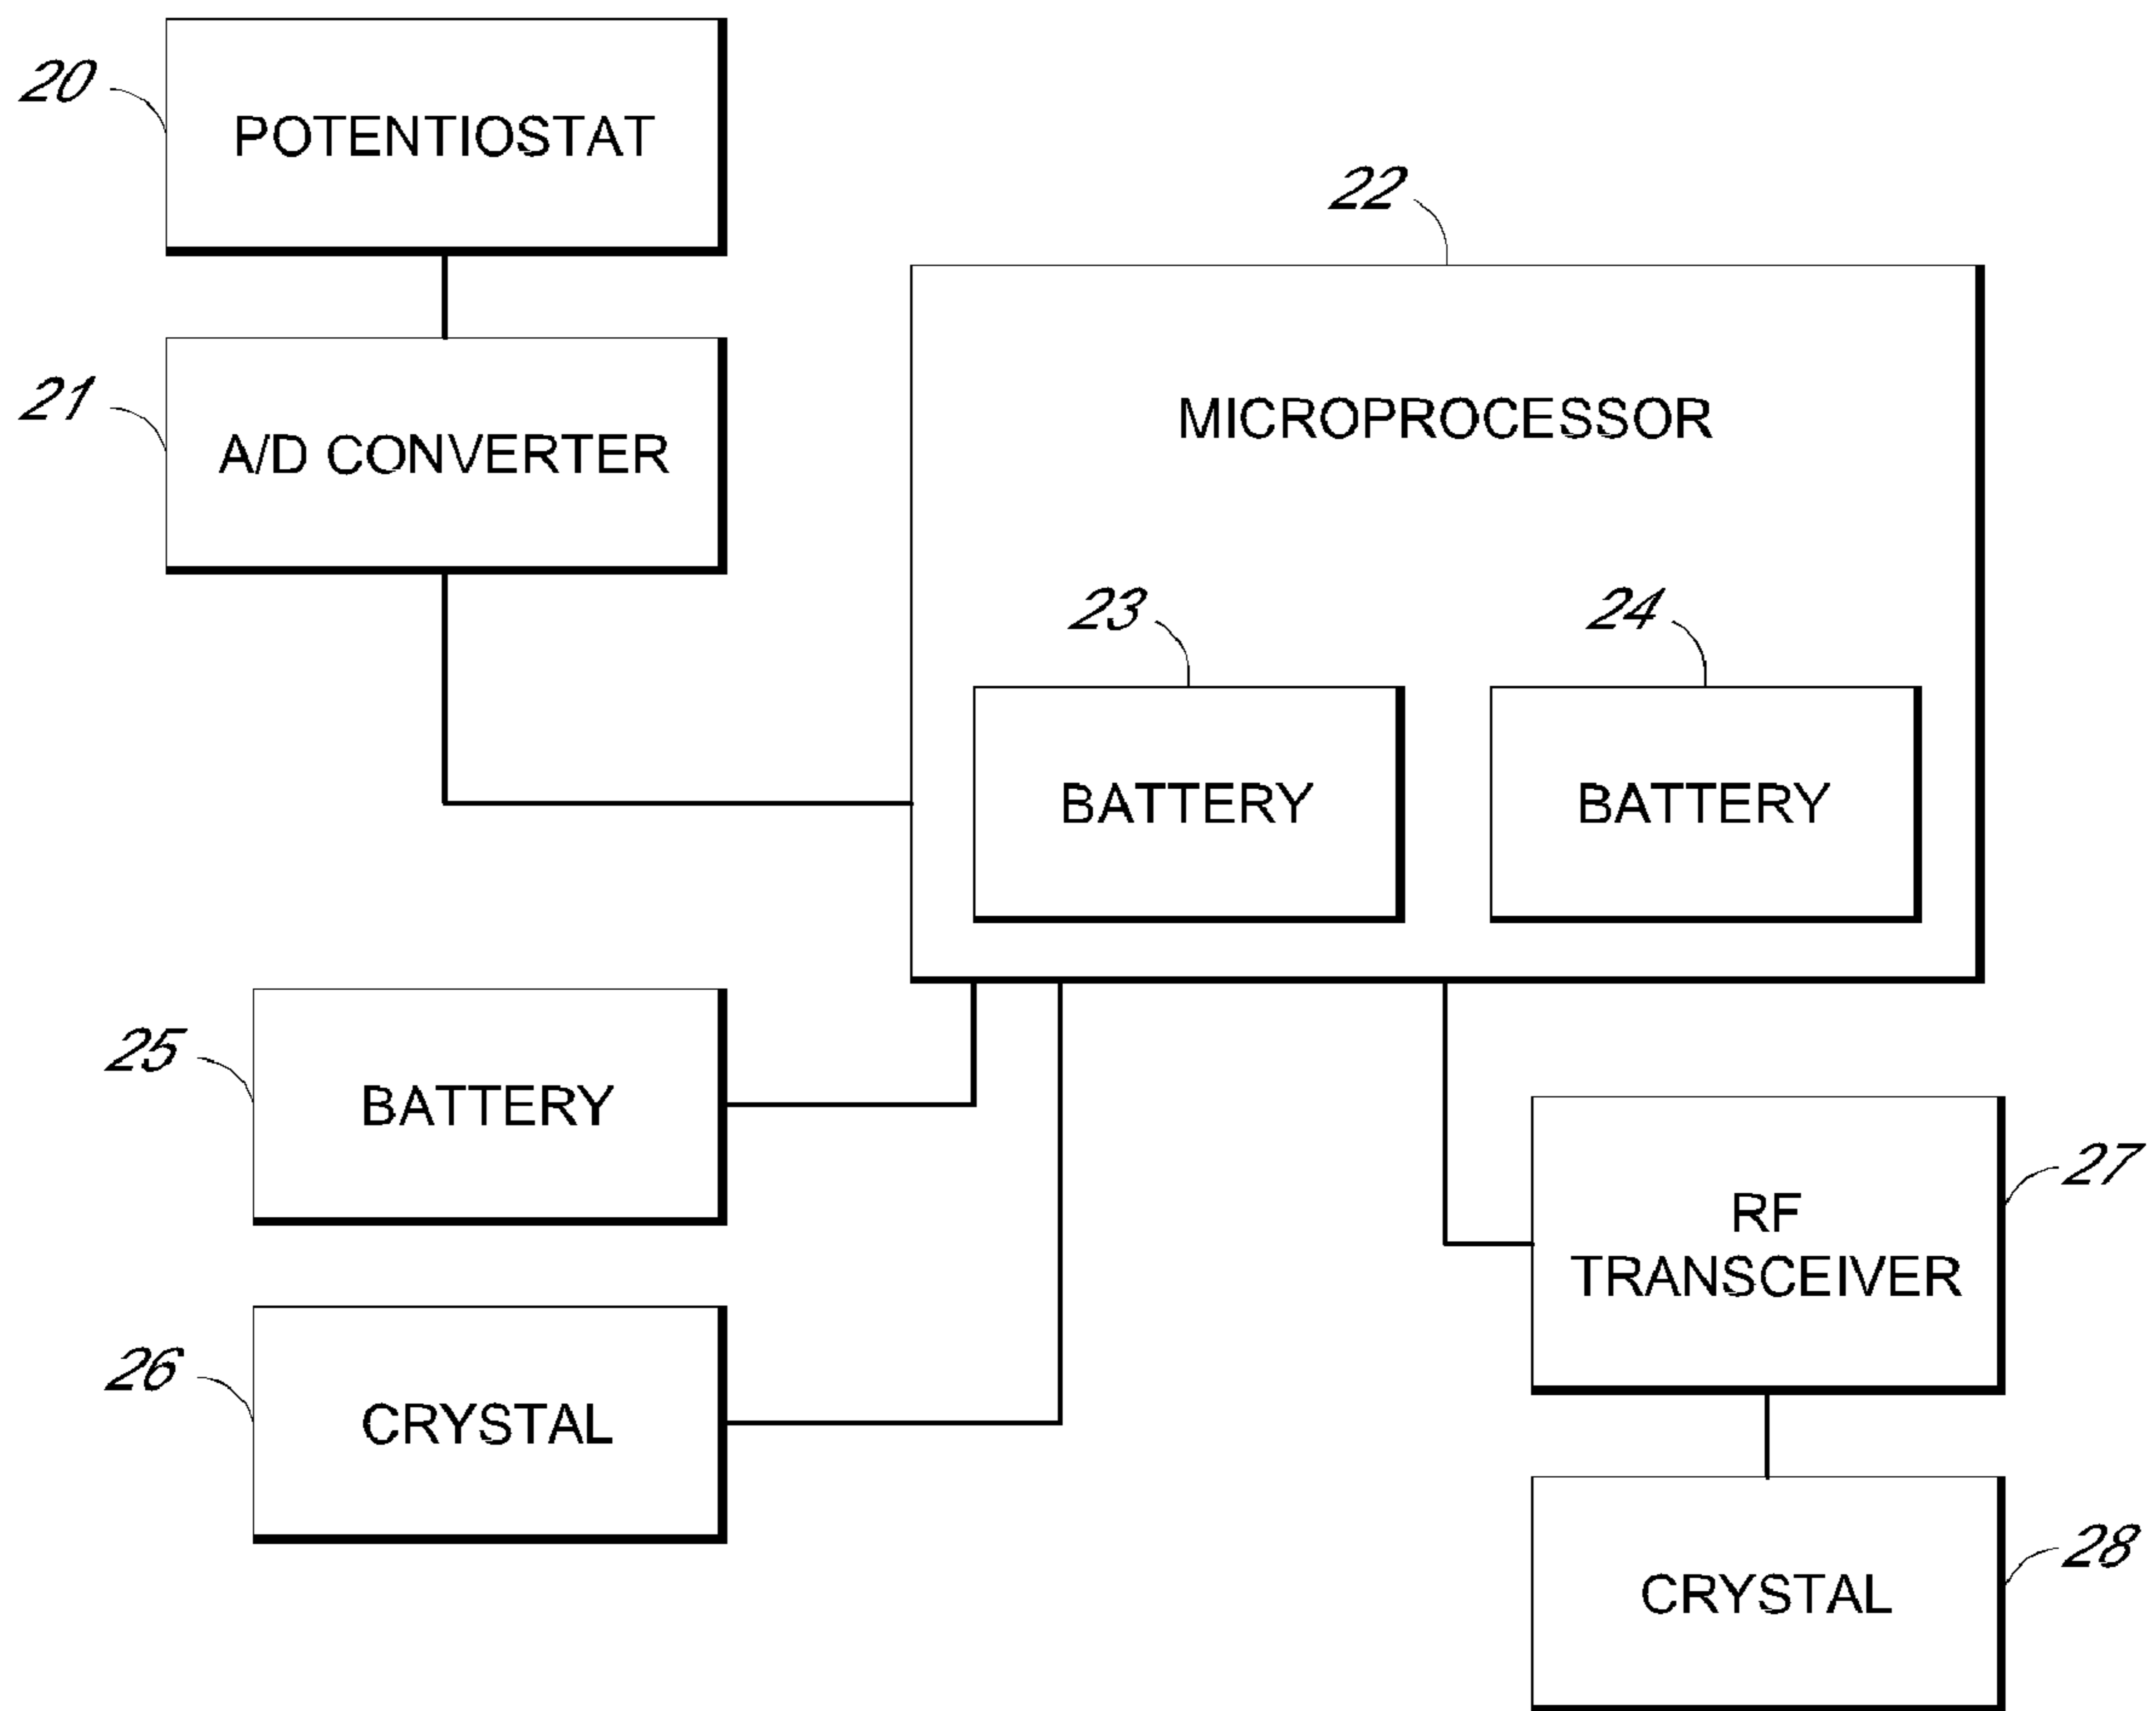 20
POTENTIOSTAT
21
A/D CONVERTER
22
MICROPROCESSOR
23
BATTERY
24
BATTERY
25
BATTERY
26
CRYSTAL
27
RF
TRANSCEIVER
28
CRYSTAL